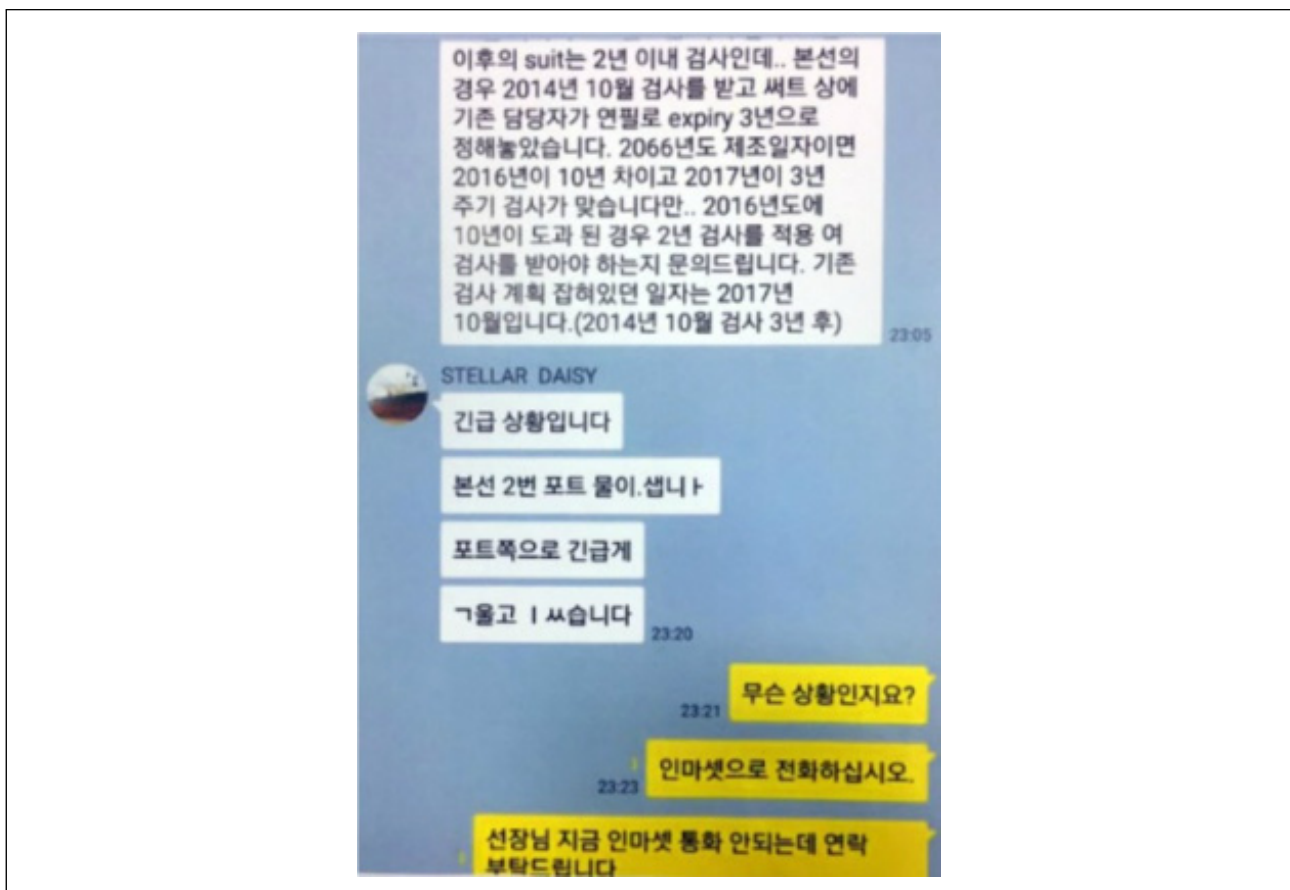 이후의 suit는 2년 이내 검사인데.. 본선의
경우 2014년 10월 검사를 받고 써트 상에
기존 담당자가 연필로 expiry 3년으로
정해놓았습니다. 2066년도 제조일자이면
2016년이 10년 차이고 2017년이 3년
주기 검사가 맞습니다만.. 2016년도에
10년이 도과 된 경우 2년 검사를 적용 여
검사를 받아야 하는지 문의드립니다. 기존
검사 계획 잡혀있던 일자는 2017년
10월입니다.(2014년 10월 검사 3년 후)
23:05
STELLAR DAISY
긴급 상황입니다
본선 2번 포트 물이.샙니ㅏ
포트쪽으로 긴급게
ㄱ울고 ㅣㅆ습니다
23:20
무슨 상황인지요?
23:21
인마셋으로 전화하십시오.
1
23:23
선장님 지금 인마셋 통화 안되는데 연락
부탁드립니다